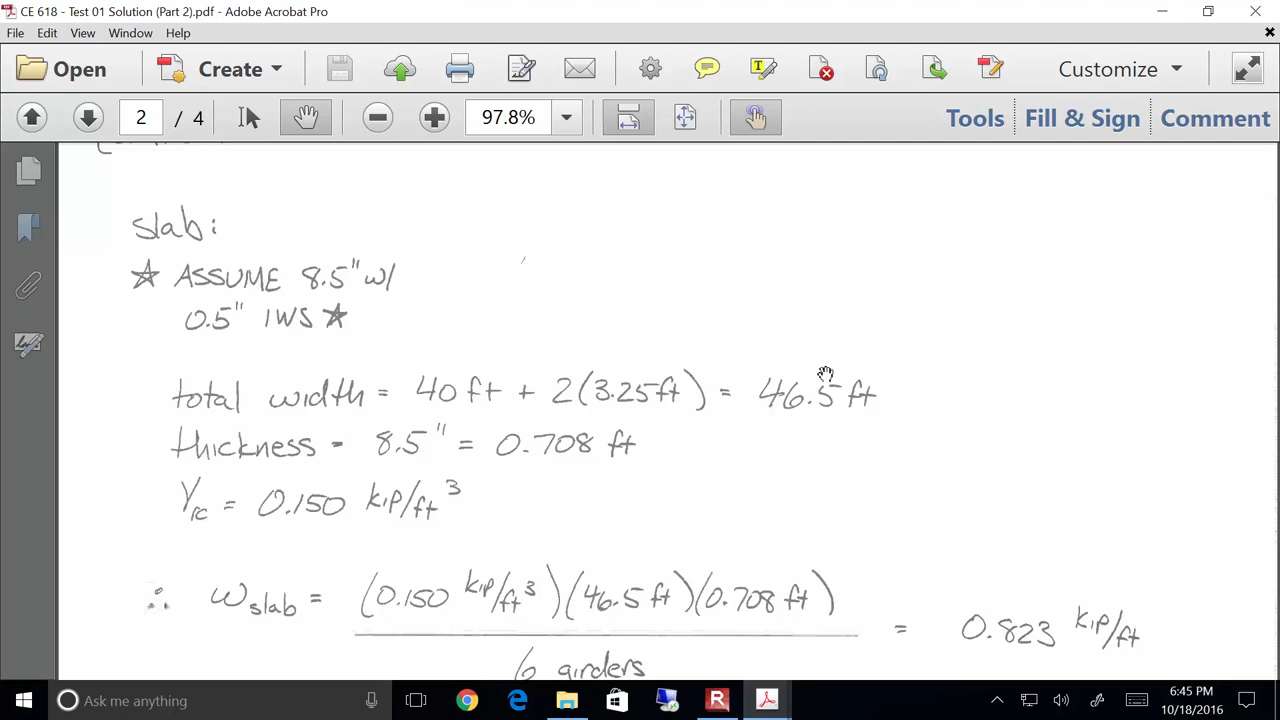 CE 618 - Test 01 Solution (Part 2).pdf - Adobe Acrobat Pro
File Edit View Window Help
Open Create Customize
2 / 4 97.8% Tools Fill & Sign Comment
slab:
☆ ASSUME 8.5" w/
0.5" IWS ☆
total width = 40 ft + 2(3.25ft) = 46.5 ft
thickness = 8.5" = 0.708 ft
γrc = 0.150 kip/ft³
∴ wslab = (0.150 kip/ft³)(46.5 ft)(0.708 ft)
= 0.823 kip/ft
6 girders
Ask me anything
6:45 PM
10/18/2016